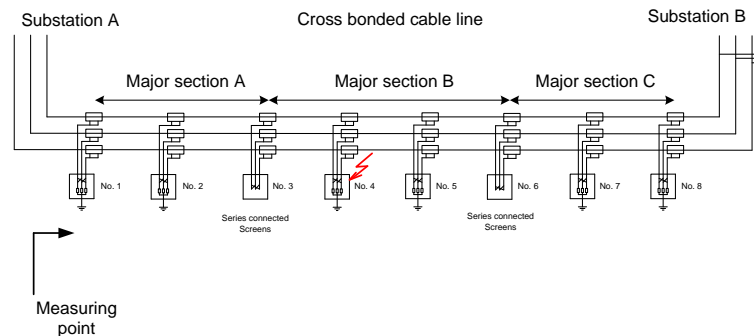 Substation A
Cross bonded cable line
Substation B
Major section A
Major section B
Major section C
No. 1
No. 2
No. 3
No. 4
No. 5
No. 6
No. 7
No. 8
Series connected
Screens
Series connected
Screens
Measuring
point